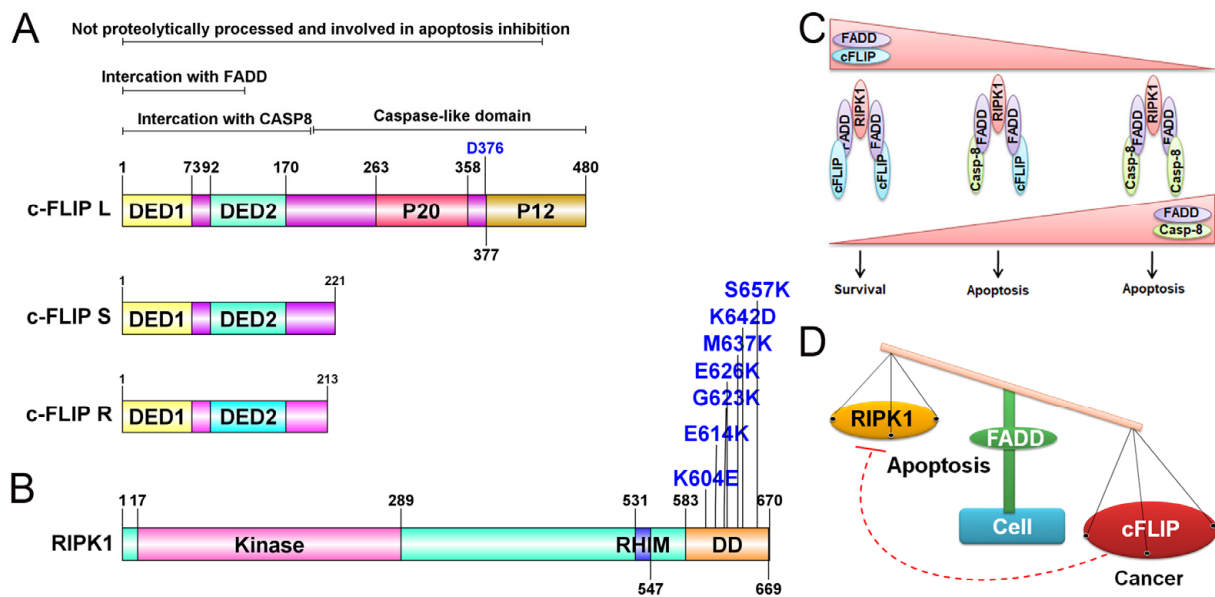 A
Not proteolytically processed and involved in apoptosis inhibition
Intercation with FADD
Intercation with CASP8
Caspase-like domain
D376
1 73 92 170 263 358 480
c-FLIP L DED1 DED2 P20 P12
377
1 221
c-FLIP S DED1 DED2
1 213
c-FLIP R DED1 DED2
B
S657K
K642D
M637K
E626K
G623K
E614K
K604E
1 17 289 531 583 670
RIPK1 Kinase RHIM DD
547 669
C
FADD
cFLIP
RIPK1
FADD FADD
cFLIP cFLIP
RIPK1
FADD FADD
Casp-8 cFLIP
RIPK1
FADD FADD
Casp-8 Casp-8
FADD
Casp-8
Survival Apoptosis Apoptosis
D
RIPK1
FADD
Apoptosis
Cell
cFLIP
Cancer